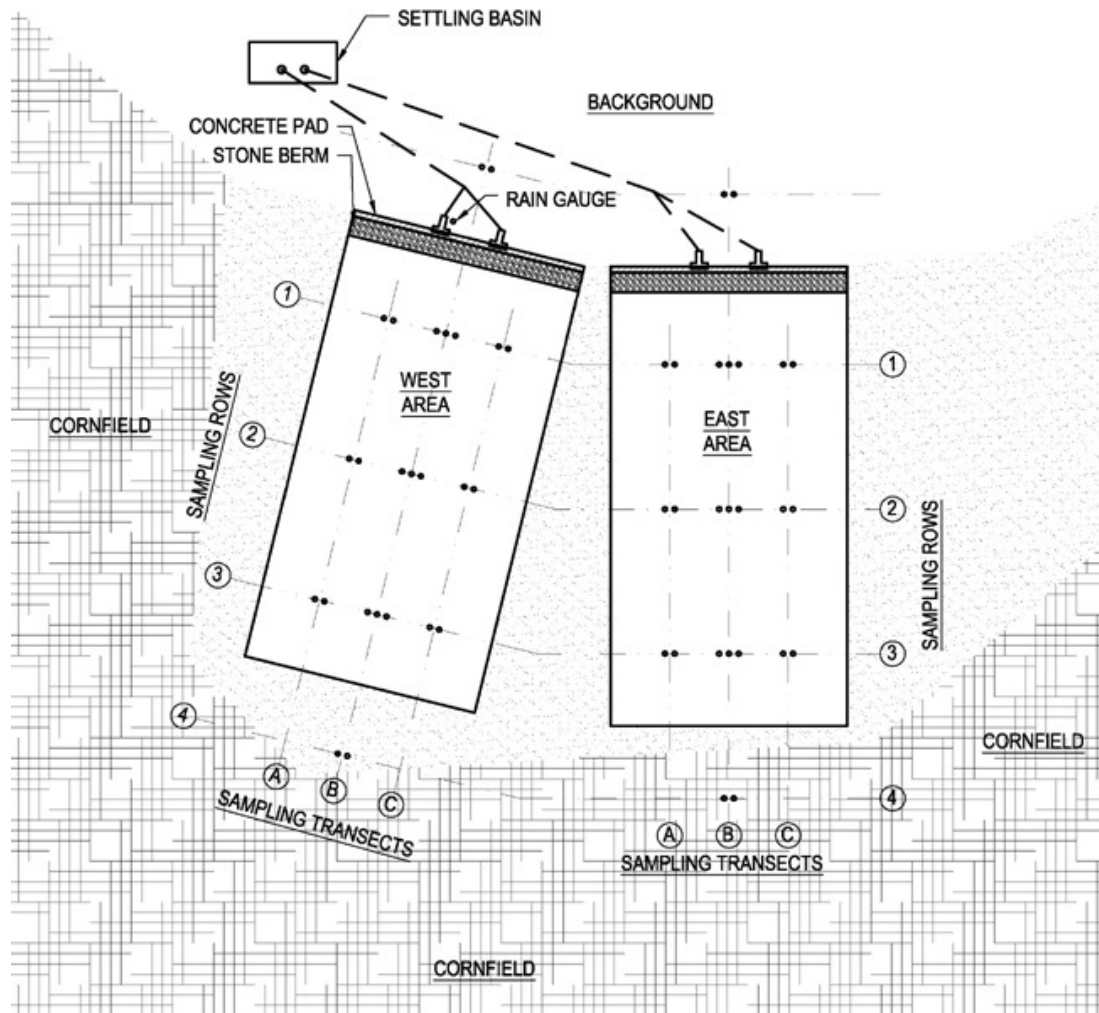 SETTLING BASIN
BACKGROUND
CONCRETE PAD
STONE BERM
RAIN GAUGE
1
1
WEST
AREA
EAST
AREA
CORNFIELD
2
SAMPLING ROWS
2
SAMPLING ROWS
3
3
4
CORNFIELD
A
B
C
SAMPLING TRANSECTS
4
A
B
C
SAMPLING TRANSECTS
CORNFIELD